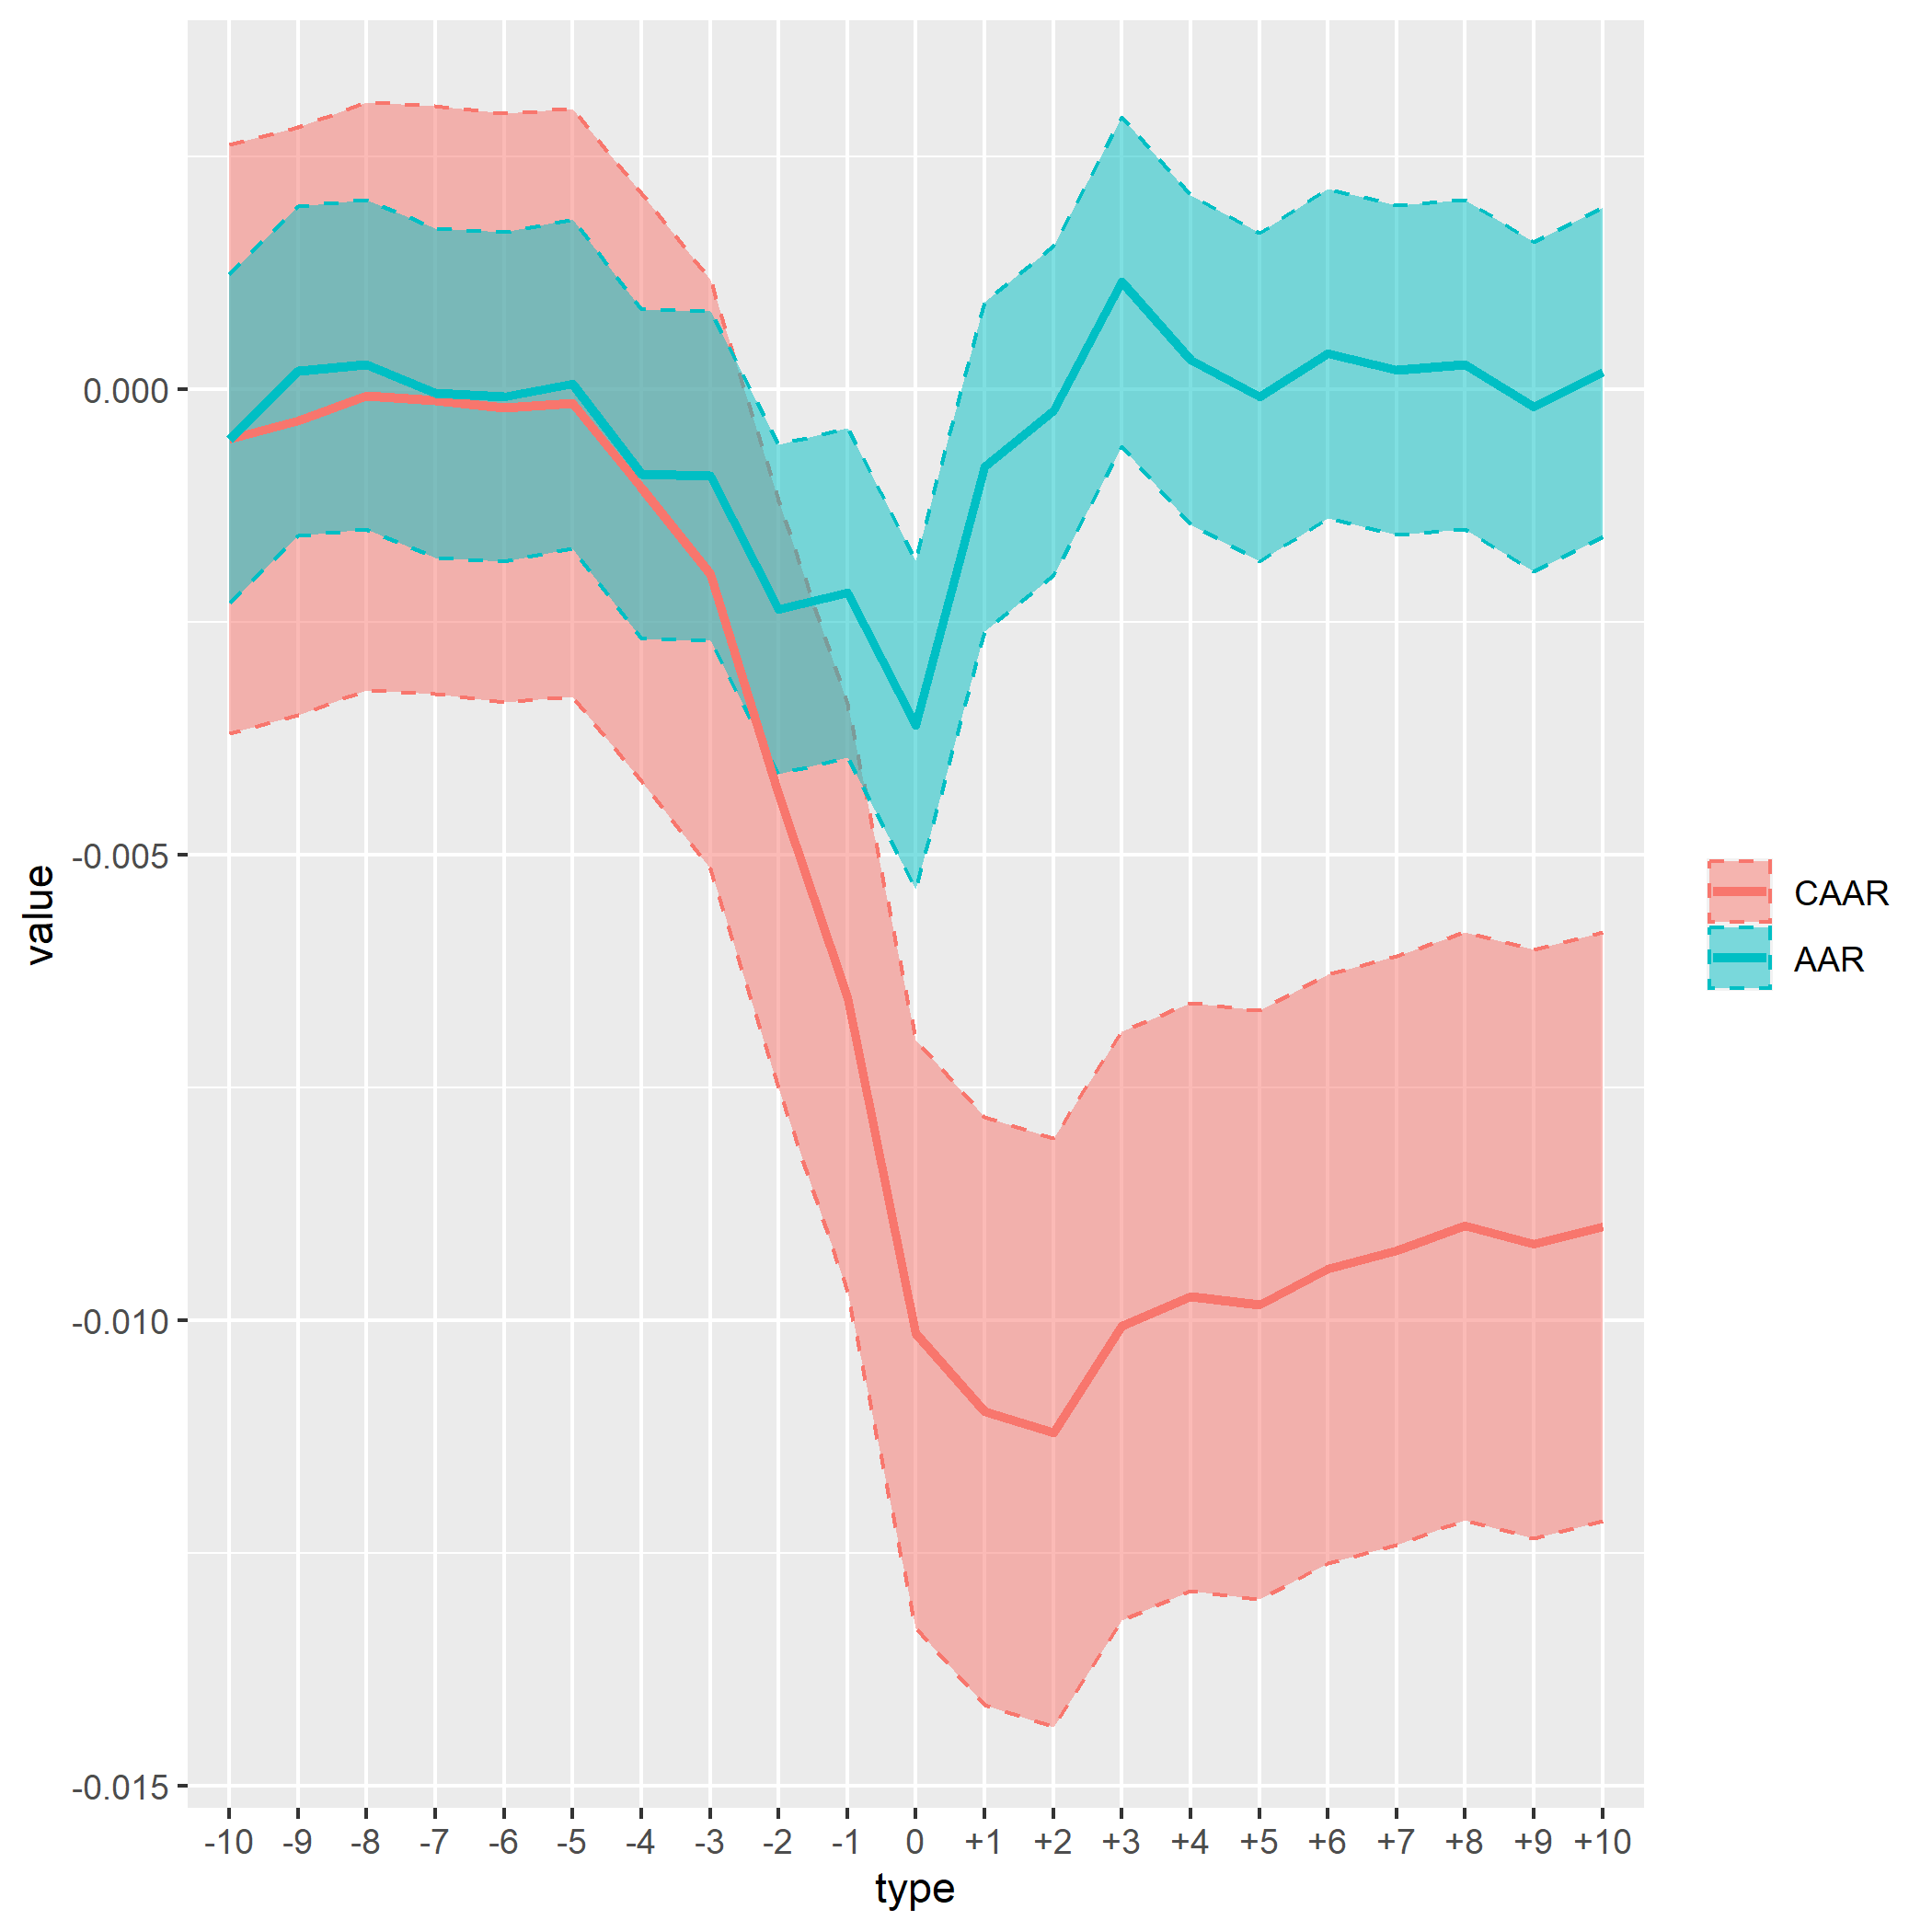 value
0.000
-0.005
-0.010
-0.015
-10 -9 -8 -7 -6 -5 -4 -3 -2 -1 0 +1 +2 +3 +4 +5 +6 +7 +8 +9 +10
type
CAAR
AAR